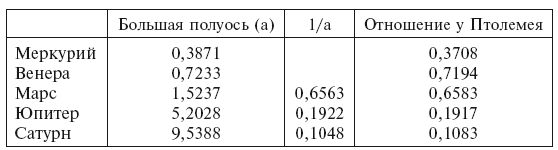 Большая полуось (a) 1/a Отношение у Птолемея
Меркурий 0,3871 0,3708
Венера 0,7233 0,7194
Марс 1,5237 0,6563 0,6583
Юпитер 5,2028 0,1922 0,1917
Сатурн 9,5388 0,1048 0,1083